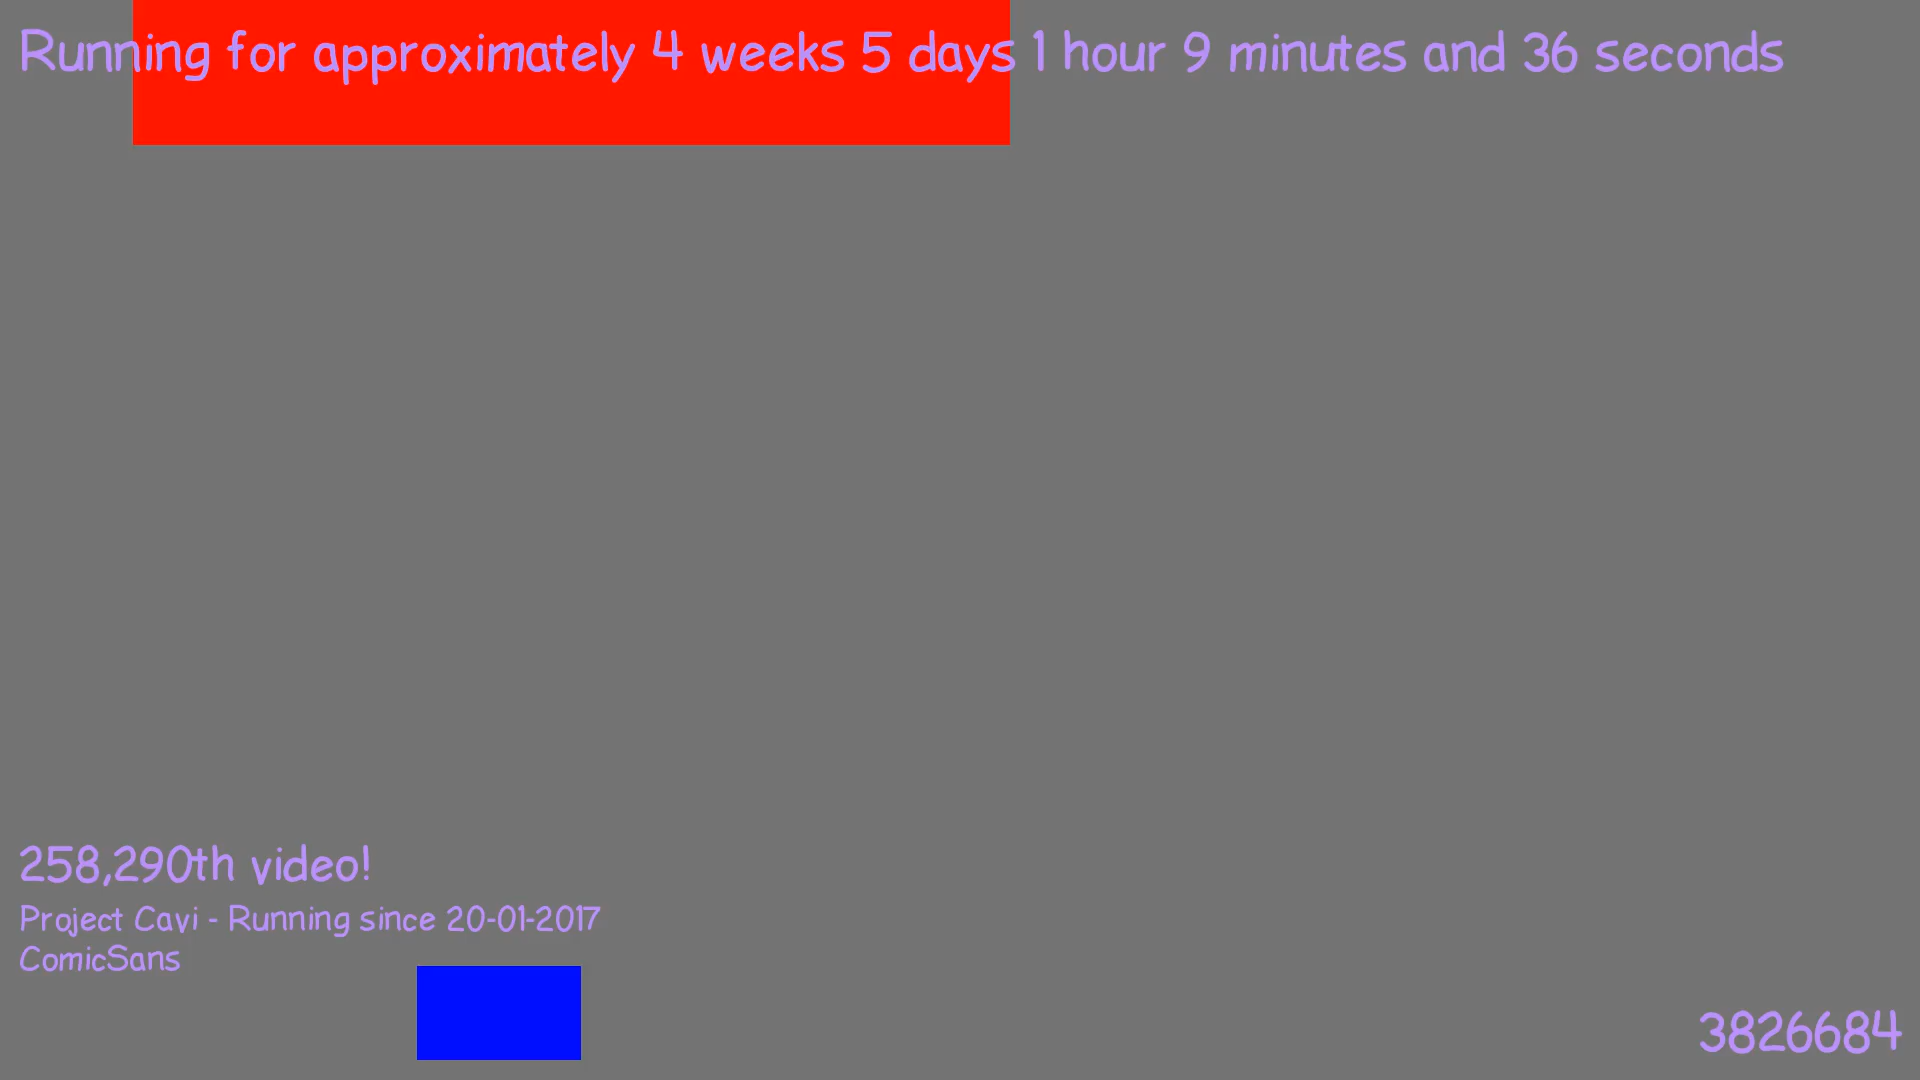 Running for approximately 4 weeks 5 days 1 hour 9 minutes and 36 seconds
258,290th video!
Project Cavi - Running since 20-01-2017
ComicSans
3826684